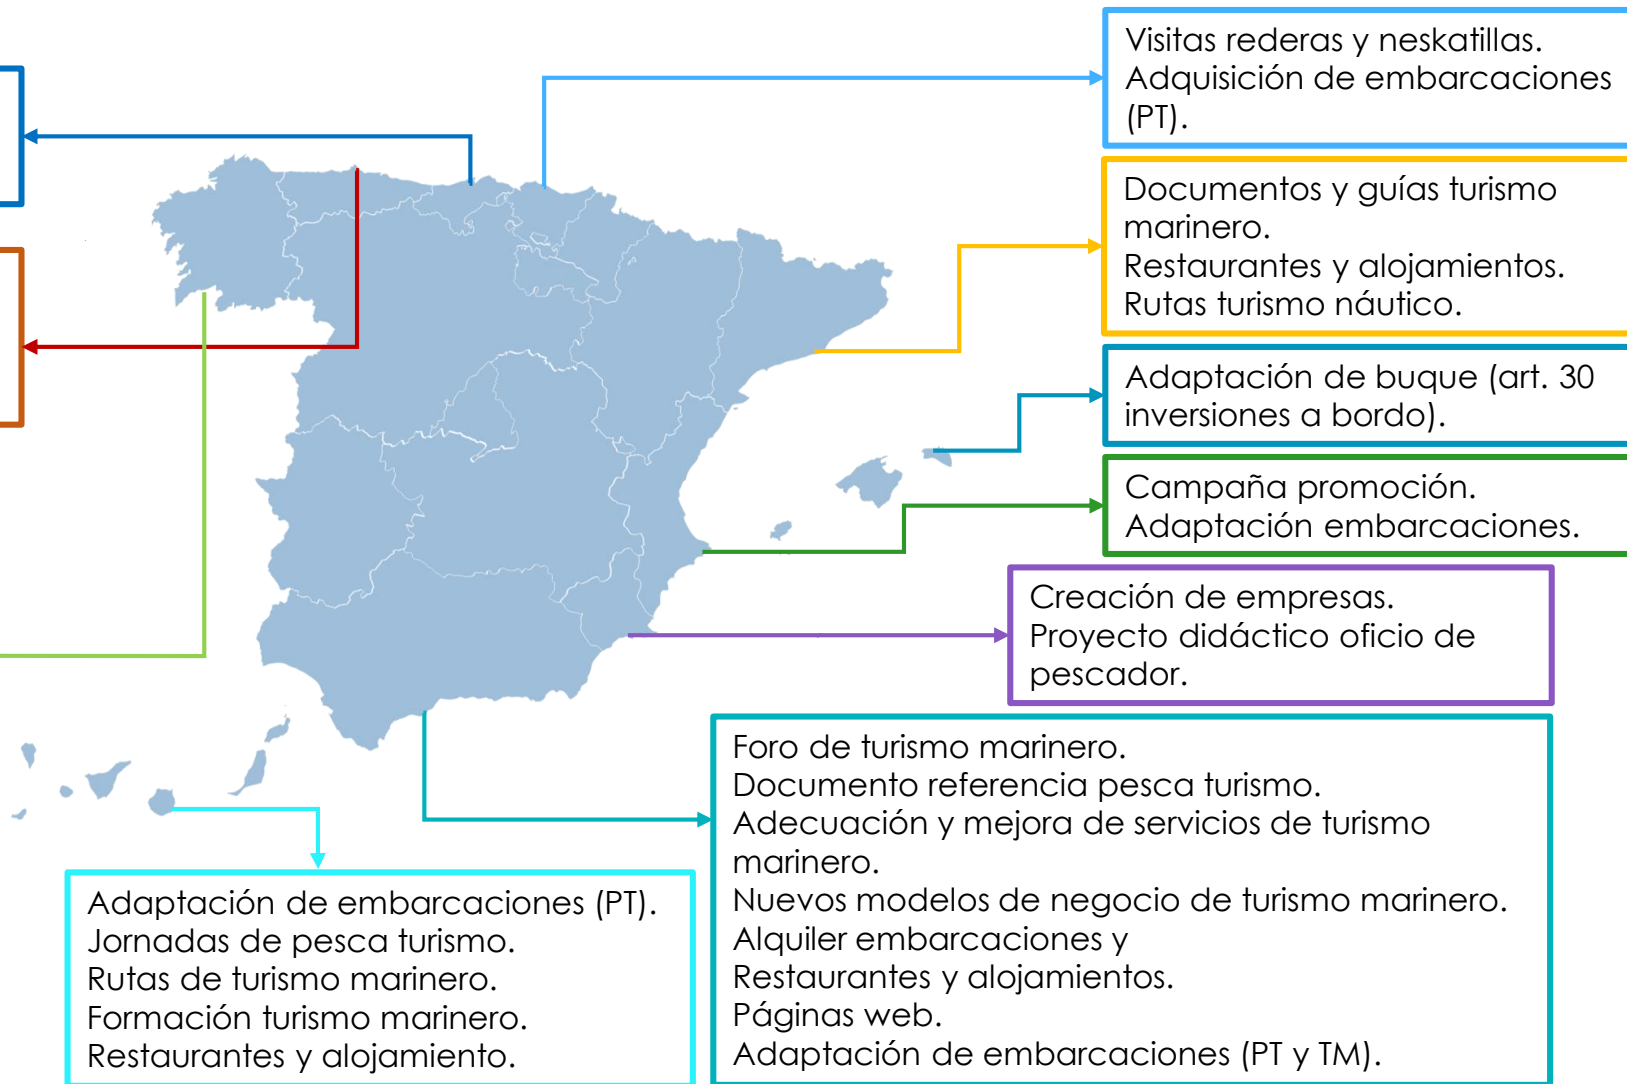 Visitas rederas y neskatillas.
Adquisición de embarcaciones
(PT).
Documentos y guías turismo
marinero.
Restaurantes y alojamientos.
Rutas turismo náutico.
Adaptación de buque (art. 30
inversiones a bordo).
Campaña promoción.
Adaptación embarcaciones.
Creación de empresas.
Proyecto didáctico oficio de
pescador.
Foro de turismo marinero.
Documento referencia pesca turismo.
Adecuación y mejora de servicios de turismo
marinero.
Nuevos modelos de negocio de turismo marinero.
Alquiler embarcaciones y
Restaurantes y alojamientos.
Páginas web.
Adaptación de embarcaciones (PT y TM).
Adaptación de embarcaciones (PT).
Jornadas de pesca turismo.
Rutas de turismo marinero.
Formación turismo marinero.
Restaurantes y alojamiento.